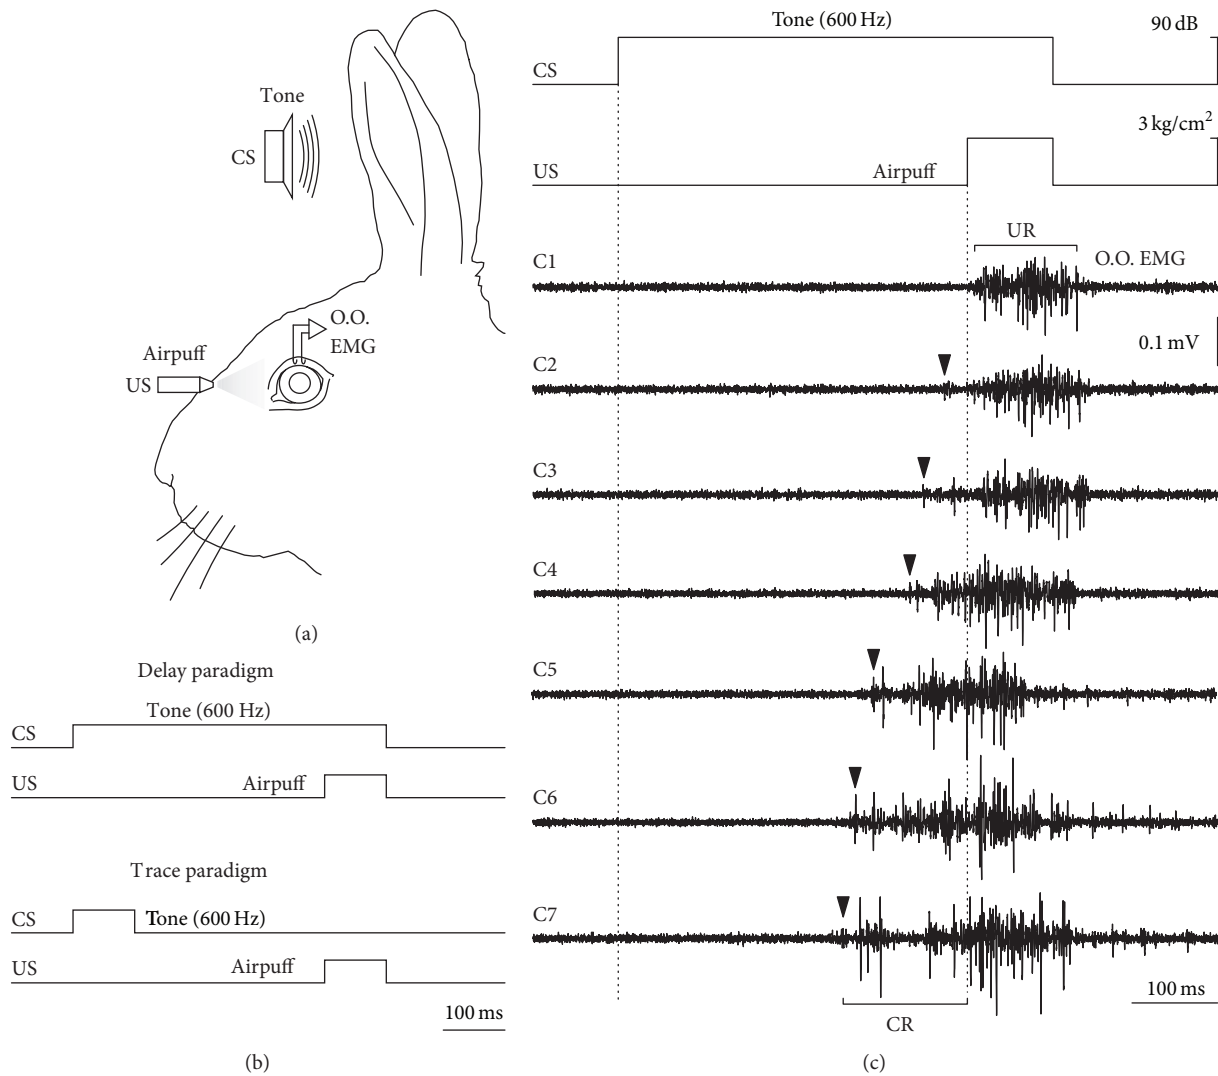 Tone
CS
O.O.
EMG
Airpuff
US
(a)
Delay paradigm
Tone (600 Hz)
CS
US
Airpuff
Trace paradigm
CS
Tone (600 Hz)
US
Airpuff
100 ms
(b)
Tone (600 Hz)
90 dB
CS
3 kg/cm²
US
Airpuff
UR
C1
O.O. EMG
0.1 mV
C2
C3
C4
C5
C6
C7
100 ms
CR
(c)